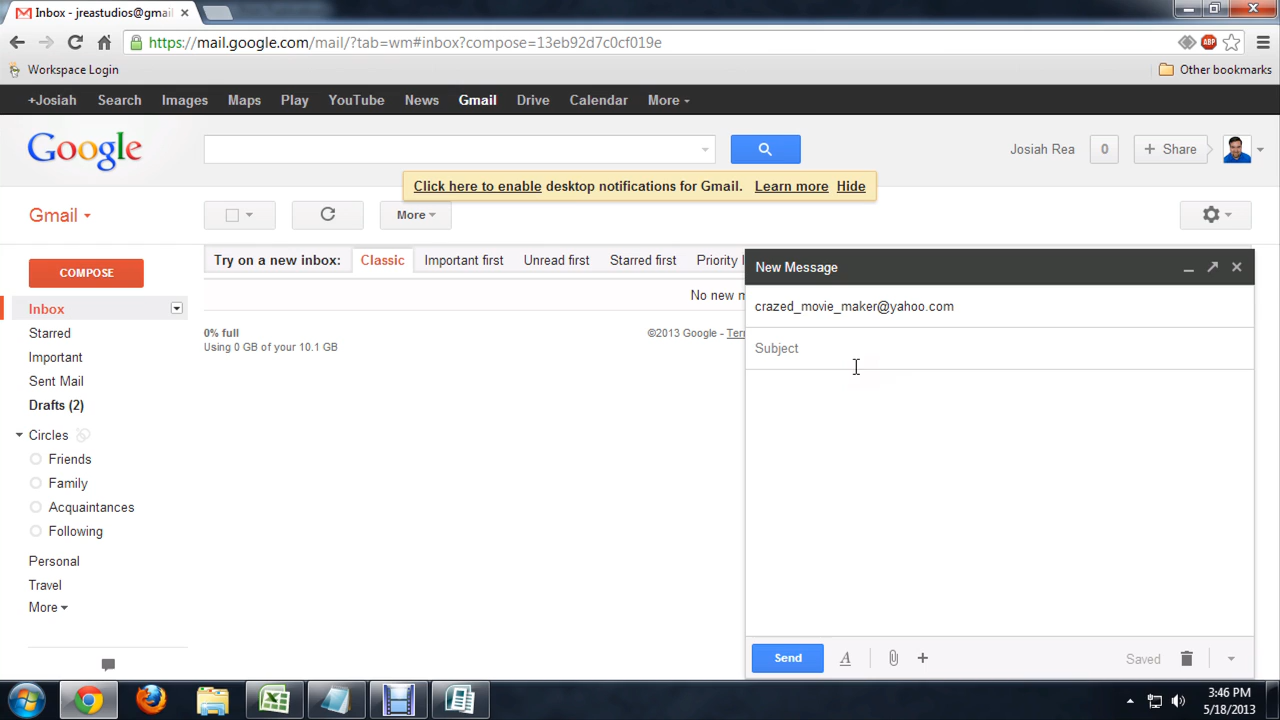 Inbox - jreastudios@gmail
https://mail.google.com/mail/?tab=wm#inbox?compose=13eb92d7c0cf019e
ABP
Workspace Login
Other bookmarks
+Josiah Search Images Maps Play YouTube News Gmail Drive Calendar More
Google
Josiah Rea 0 + Share
Click here to enable desktop notifications for Gmail. Learn more Hide
Gmail
More
Try on a new inbox: Classic Important first Unread first Starred first Priority
New Message
COMPOSE
No new
crazed_movie_maker@yahoo.com
Inbox
Starred
0% full
©2013 Google -
Using 0 GB of your 10.1 GB
Subject
Important
Sent Mail
Drafts (2)
Circles
Friends
Family
Acquaintances
Following
Personal
Travel
More
Send A + Saved
3:46 PM
5/18/2013